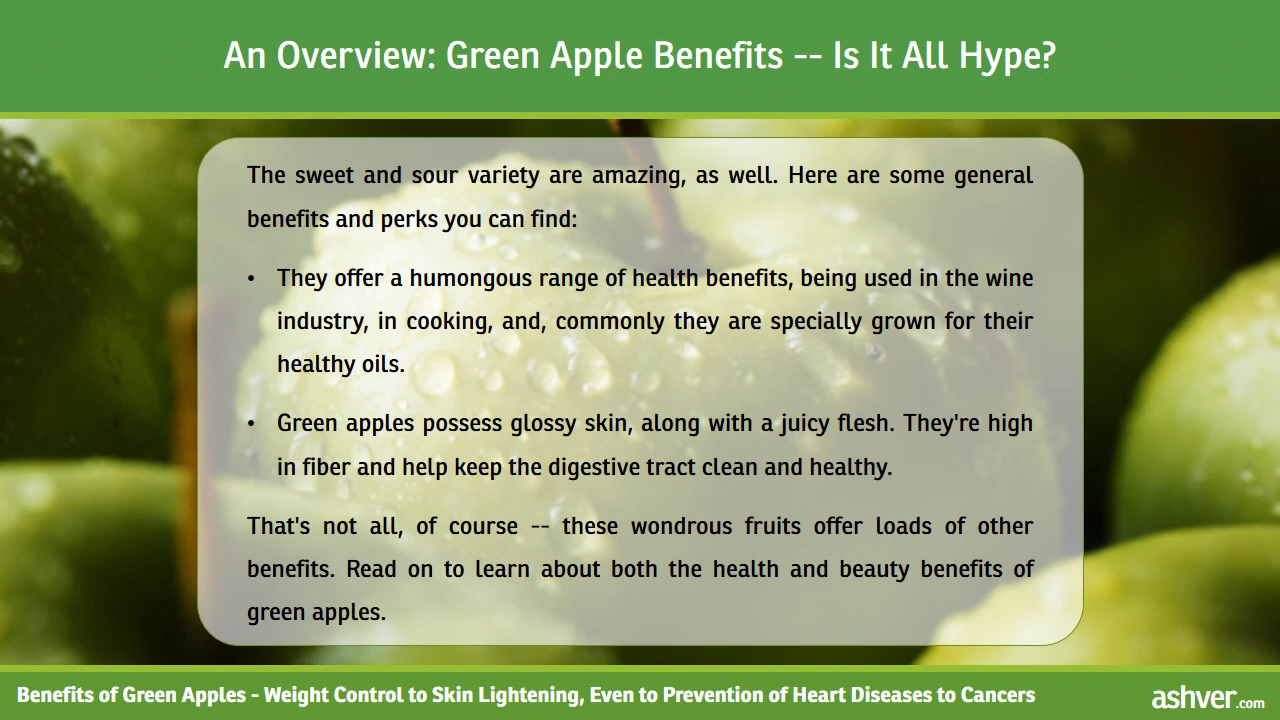 An Overview: Green Apple Benefits -- Is It All Hype?
The sweet and sour variety are amazing, as well. Here are some general
benefits and perks you can find:
• They offer a humongous range of health benefits, being used in the wine
industry, in cooking, and, commonly they are specially grown for their
healthy oils.
• Green apples possess glossy skin, along with a juicy flesh. They're high
in fiber and help keep the digestive tract clean and healthy.
That's not all, of course -- these wondrous fruits offer loads of other
benefits. Read on to learn about both the health and beauty benefits of
green apples.
Benefits of Green Apples - Weight Control to Skin Lightening, Even to Prevention of Heart Diseases to Cancers
ashver.com